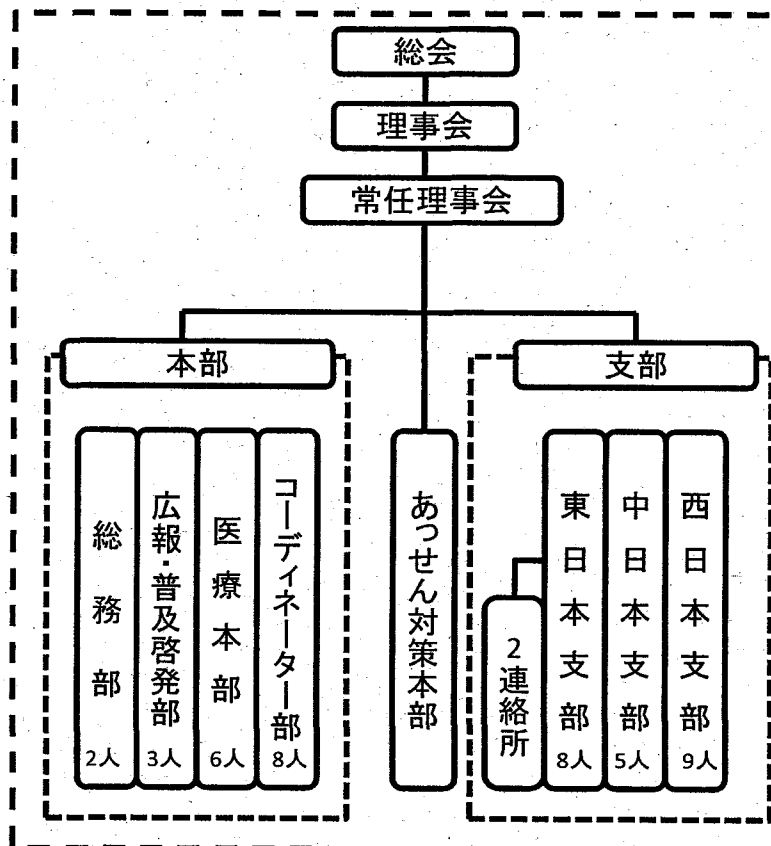 総会
理事会
常任理事会
本部
支部
総務部
2人
広報・普及啓発部
3人
医療本部
6人
コーディネーター部
8人
あっせん対策本部
2連絡所
東日本支部
8人
中日本支部
5人
西日本支部
9人